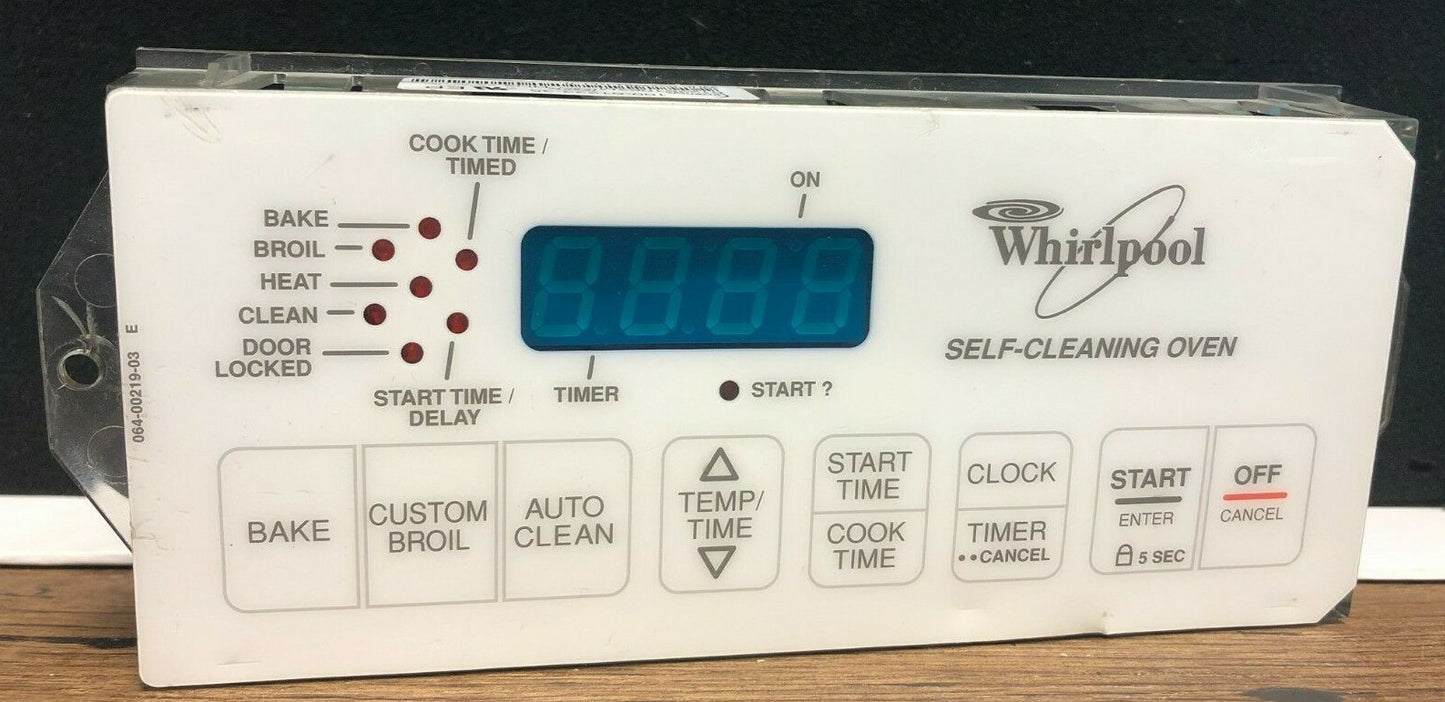 COOK TIME /
TIMED
ON
BAKE
BROIL
HEAT
CLEAN
DOOR
LOCKED
START TIME /
DELAY
TIMER
START ?
Whirlpool
SELF-CLEANING OVEN
064-00219-03 E
BAKE
CUSTOM
BROIL
AUTO
CLEAN
TEMP/
TIME
START
TIME
COOK
TIME
CLOCK
TIMER
••CANCEL
START
ENTER
5 SEC
OFF
CANCEL